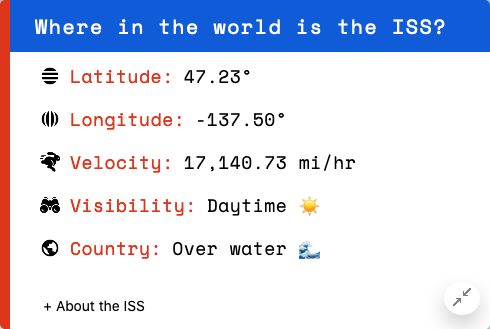 Where in the world is the ISS?
Latitude: 47.23°
Longitude: -137.50°
Velocity: 17,140.73 mi/hr
Visibility: Daytime ☀️
Country: Over water 🌊
+ About the ISS